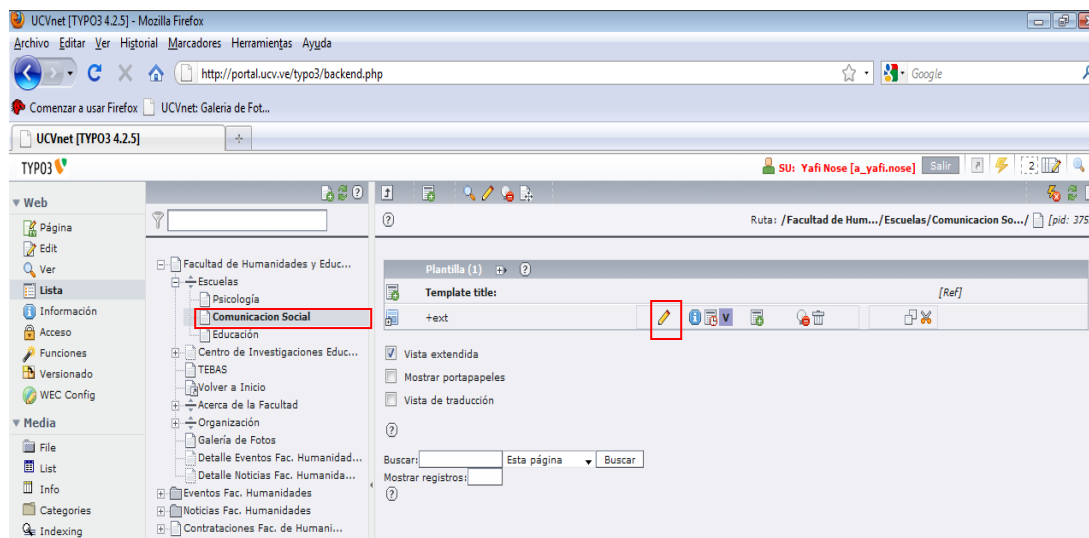 UCVnet [TYPO3 4.2.5] - Mozilla Firefox
Archivo Editar Ver Historial Marcadores Herramientas Ayuda
http://portal.ucv.ve/typo3/backend.php
Google
Comenzar a usar Firefox UCVnet: Galeria de Fot...
UCVnet [TYPO3 4.2.5]
TYPO3
SU: Yafi Nose [a_yafi.nose] Salir 2
Web
Página
Edit
Ver
Lista
Información
Acceso
Funciones
Versionado
WEC Config
Media
File
List
Info
Categories
Indexing
Facultad de Humanidades y Educ...
Escuelas
Psicología
Comunicacion Social
Educación
Centro de Investigaciones Educ...
TEBAS
Volver a Inicio
Acerca de la Facultad
Organización
Galería de Fotos
Detalle Eventos Fac. Humanidad...
Detalle Noticias Fac. Humanida...
Eventos Fac. Humanidades
Noticias Fac. Humanidades
Contrataciones Fac. de Humani...
Ruta: /Facultad de Hum.../Escuelas/Comunicacion So.../ [pid: 375
Plantilla (1)
Template title: [Ref]
+ext V
Vista extendida
Mostrar portapapeles
Vista de traducción
Buscar: Esta página Buscar
Mostrar registros: